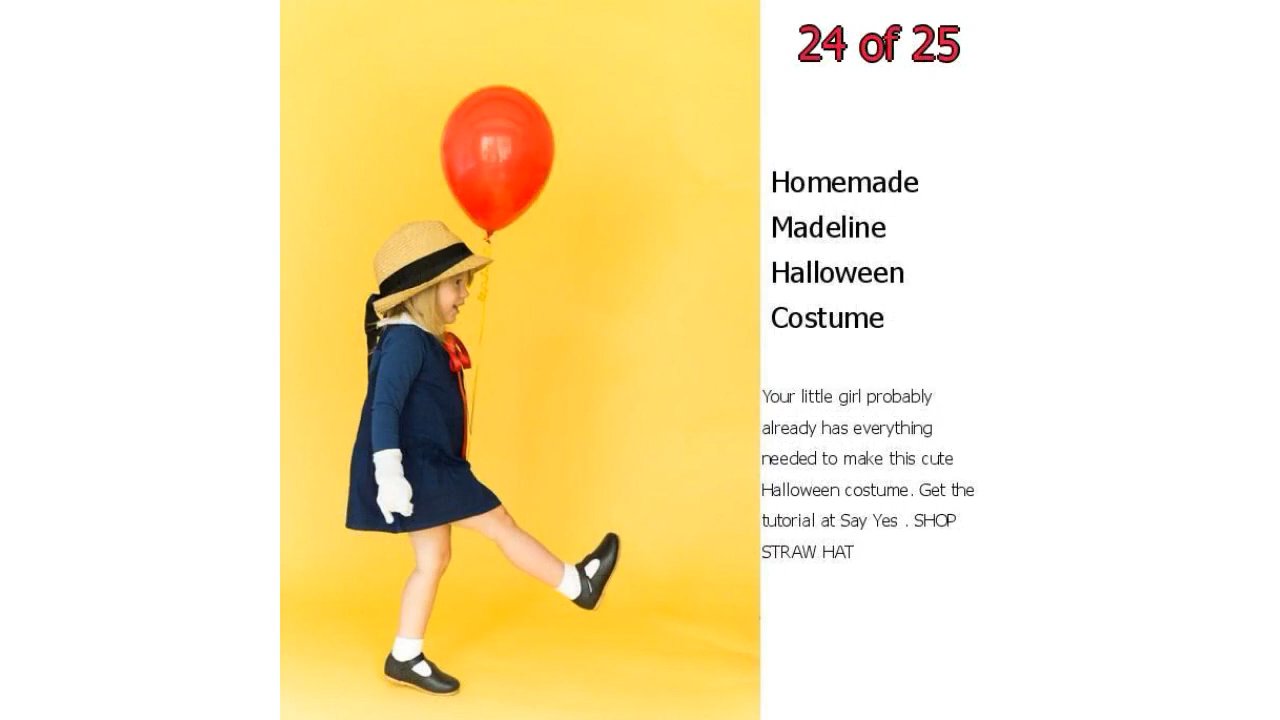 24 of 25
Homemade
Madeline
Halloween
Costume
Your little girl probably
already has everything
needed to make this cute
Halloween costume. Get the
tutorial at Say Yes . SHOP
STRAW HAT